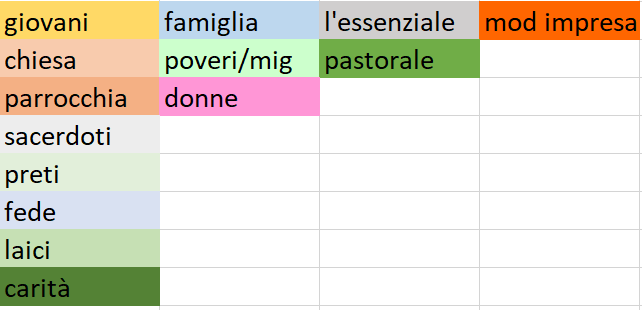 giovani famiglia l'essenziale mod impresa
chiesa poveri/mig pastorale
parrocchia donne
sacerdoti
preti
fede
laici
carità